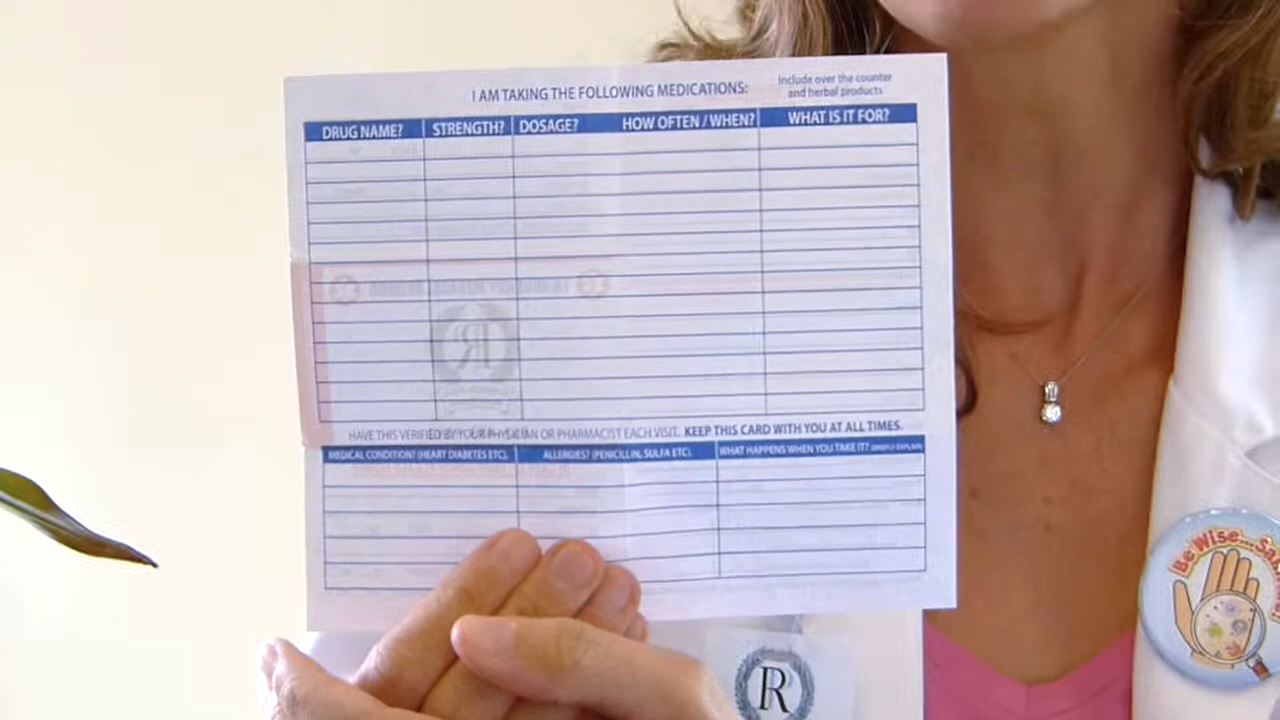 I AM TAKING THE FOLLOWING MEDICATIONS:
Include over the counter
and herbal products
DRUG NAME? STRENGTH? DOSAGE? HOW OFTEN / WHEN? WHAT IS IT FOR?
HAVE THIS VERIFIED BY YOUR PHYSICIAN OR PHARMACIST EACH VISIT. KEEP THIS CARD WITH YOU AT ALL TIMES.
MEDICAL CONDITION? (HEART DIABETES ETC). ALLERGIES? (PENICILLIN, SULFA ETC). WHAT HAPPENS WHEN YOU TAKE IT? (BRIEFLY EXPLAIN)
Be Wise...
R